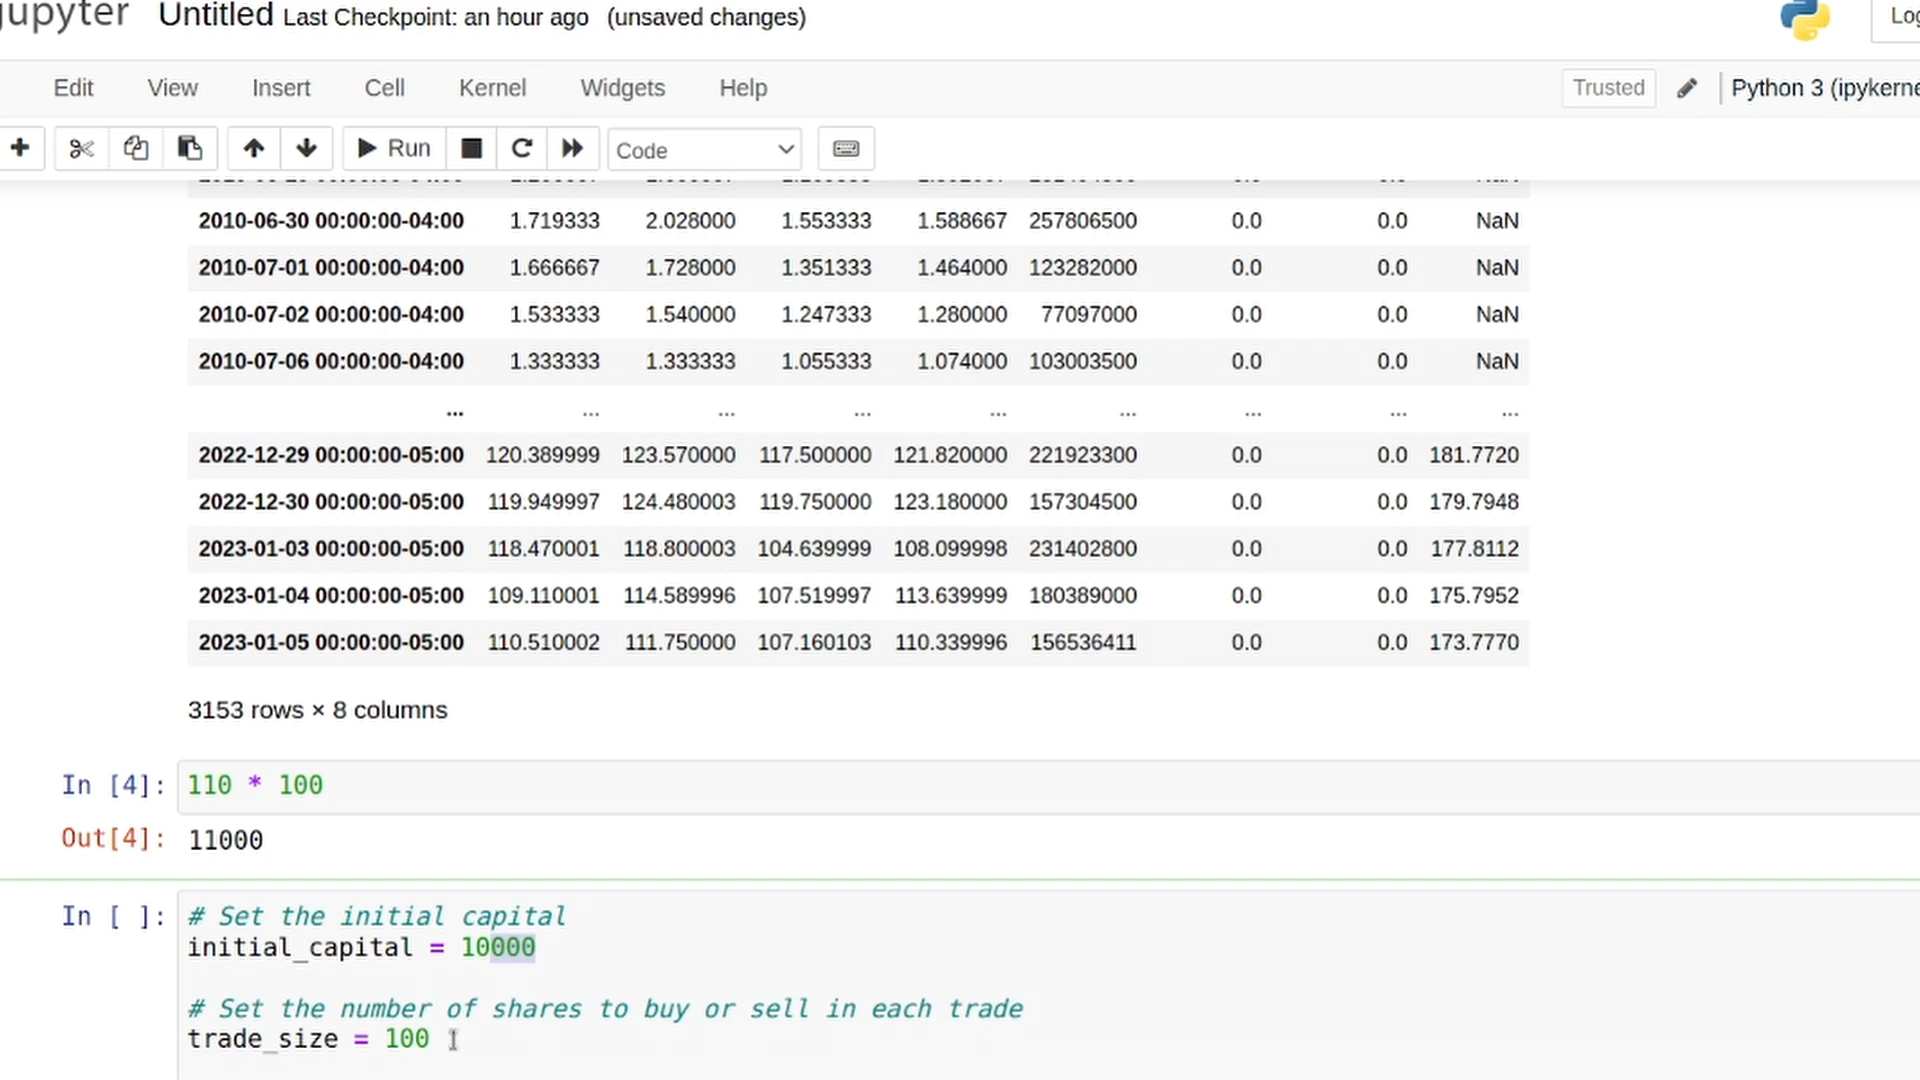 jupyter Untitled Last Checkpoint: an hour ago (unsaved changes)
Edit View Insert Cell Kernel Widgets Help Trusted Python 3 (ipykerne
Run Code
2010-06-30 00:00:00-04:00 1.719333 2.028000 1.553333 1.588667 257806500 0.0 0.0 NaN
2010-07-01 00:00:00-04:00 1.666667 1.728000 1.351333 1.464000 123282000 0.0 0.0 NaN
2010-07-02 00:00:00-04:00 1.533333 1.540000 1.247333 1.280000 77097000 0.0 0.0 NaN
2010-07-06 00:00:00-04:00 1.333333 1.333333 1.055333 1.074000 103003500 0.0 0.0 NaN
... ... ... ... ... ... ... ... ...
2022-12-29 00:00:00-05:00 120.389999 123.570000 117.500000 121.820000 221923300 0.0 0.0 181.7720
2022-12-30 00:00:00-05:00 119.949997 124.480003 119.750000 123.180000 157304500 0.0 0.0 179.7948
2023-01-03 00:00:00-05:00 118.470001 118.800003 104.639999 108.099998 231402800 0.0 0.0 177.8112
2023-01-04 00:00:00-05:00 109.110001 114.589996 107.519997 113.639999 180389000 0.0 0.0 175.7952
2023-01-05 00:00:00-05:00 110.510002 111.750000 107.160103 110.339996 156536411 0.0 0.0 173.7770
3153 rows × 8 columns
In [4]: 110 * 100
Out[4]: 11000
In [ ]: # Set the initial capital
initial_capital = 10000
# Set the number of shares to buy or sell in each trade
trade_size = 100